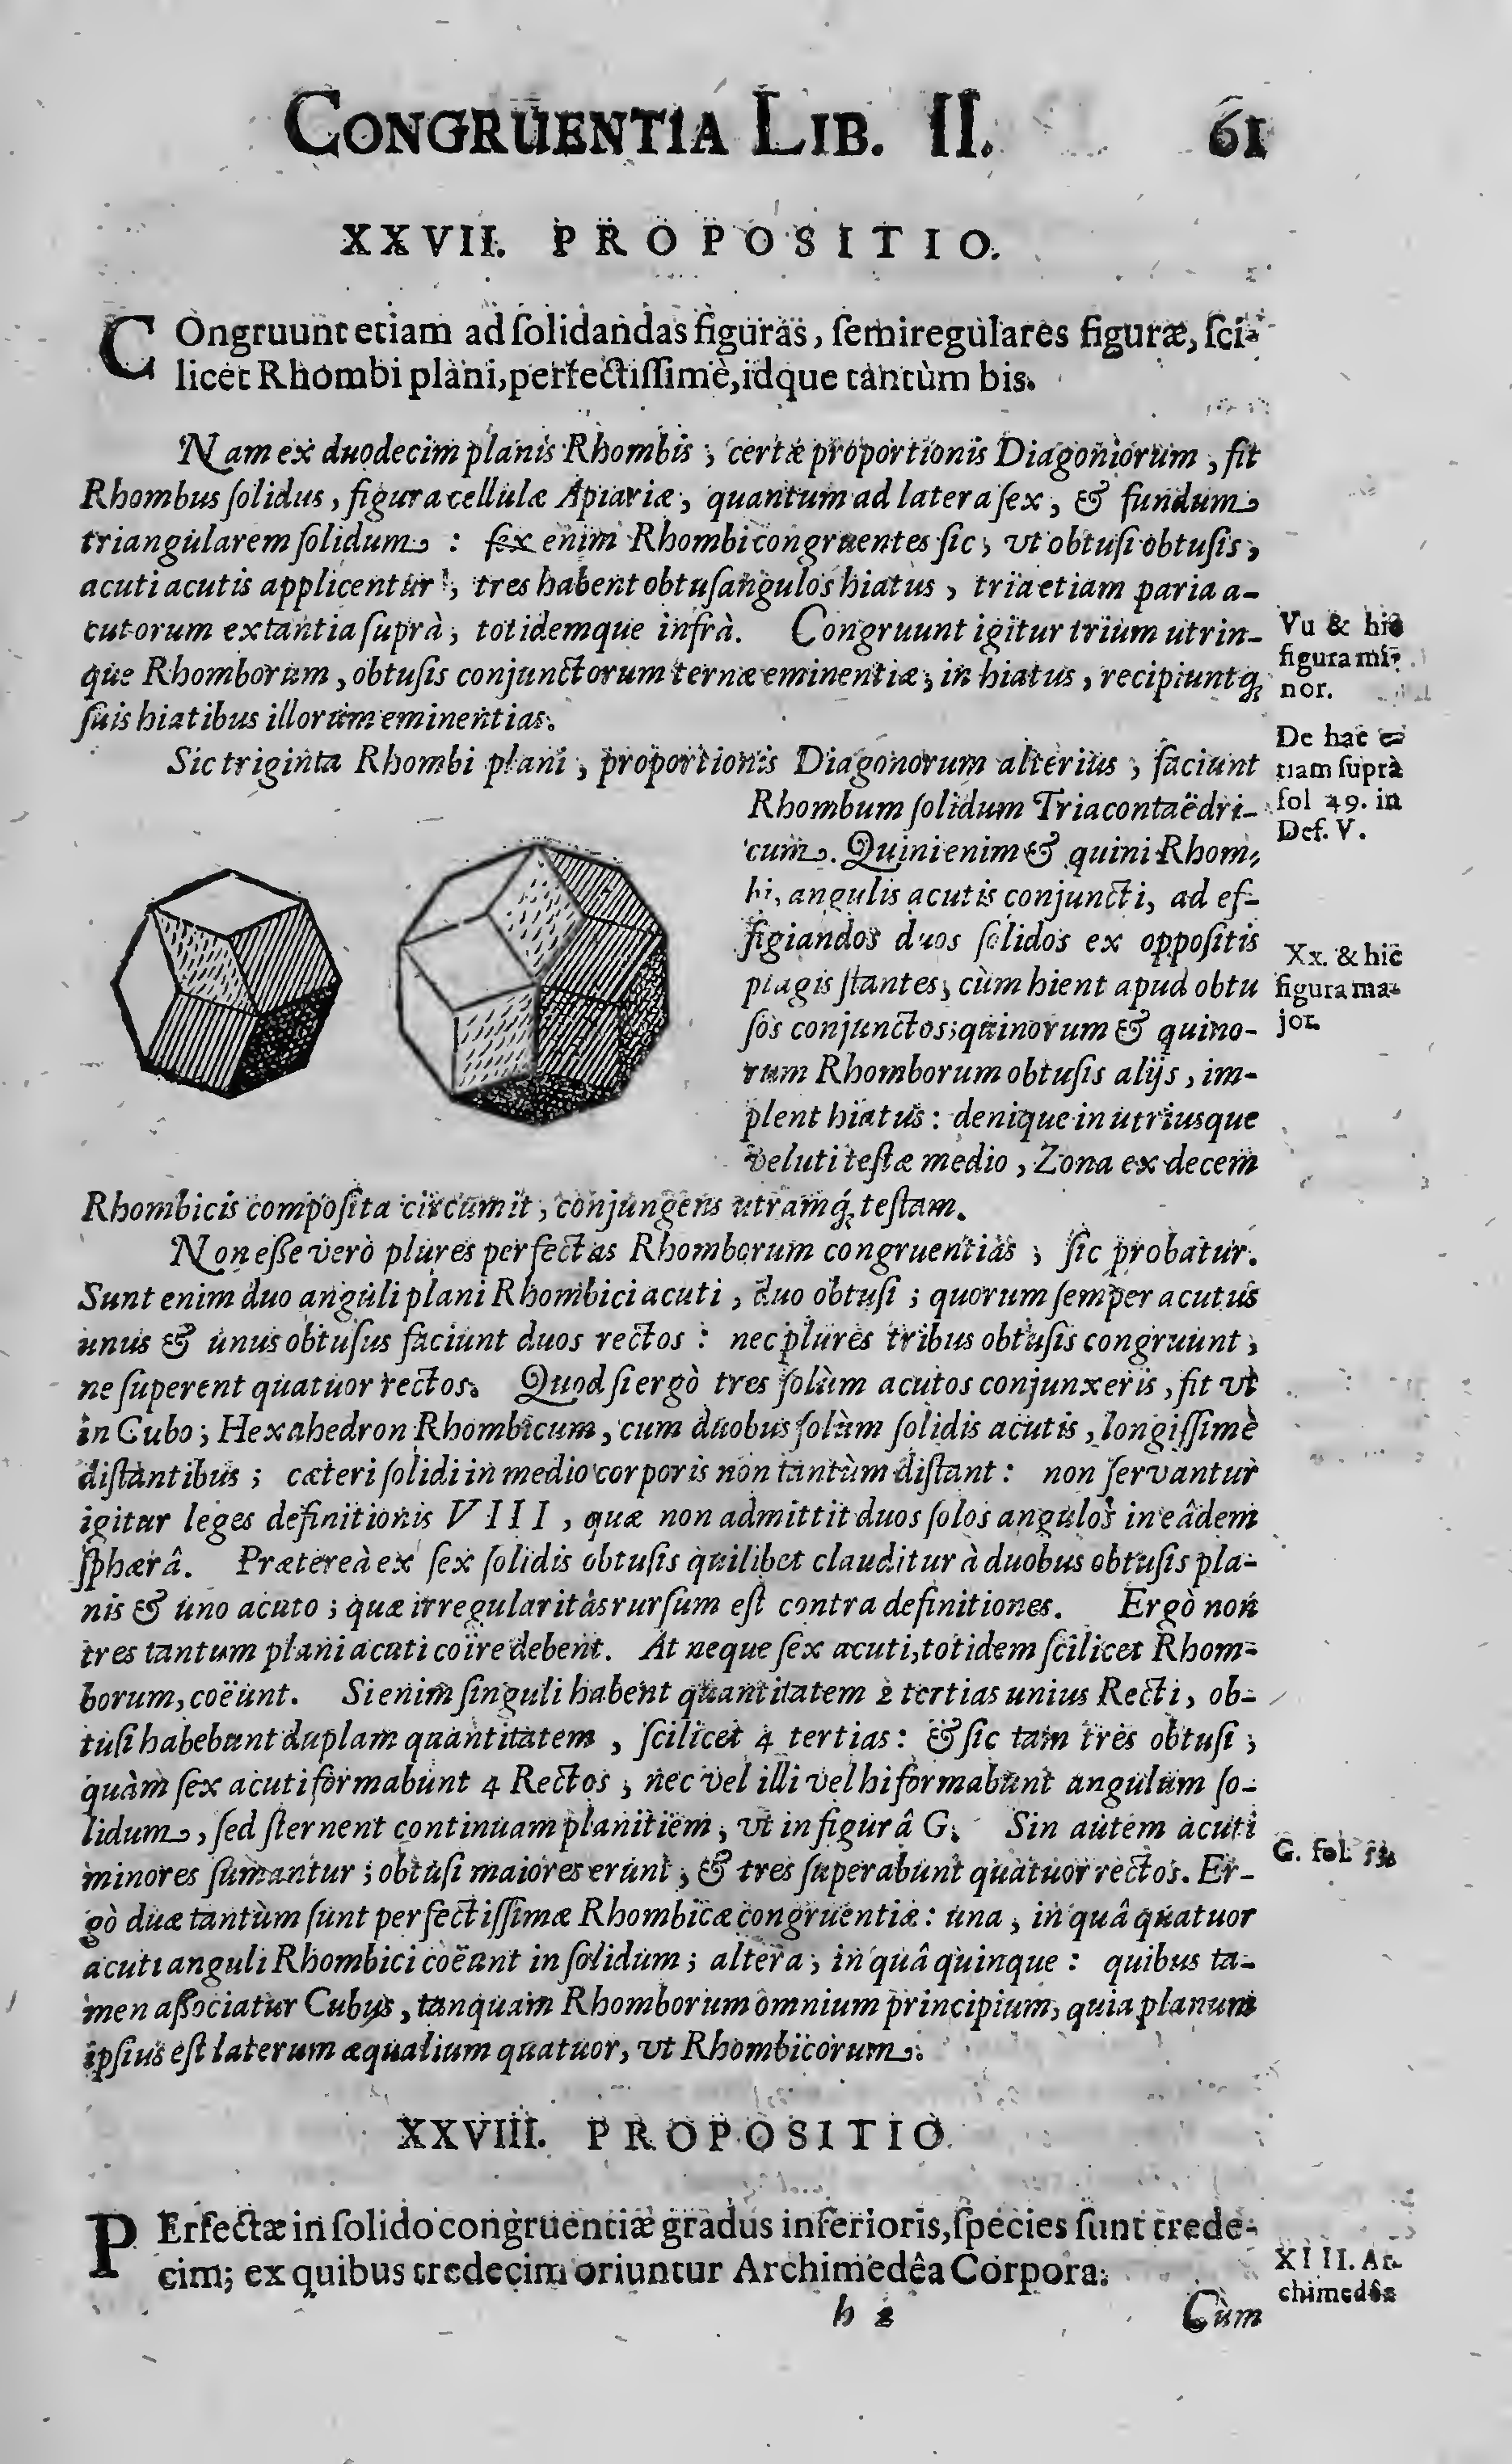 CONGRUENTIA LIB. II. 61
XXVII. PROPOSITIO.
COngruunt etiam ad ſolidandas figuras, ſemiregulares figuræ, ſci-
licet Rhombi plani, perfectiſſimè, idque tantùm bis.
Nam ex duodecim planis Rhombis, certæ proportionis Diagoniorum, fit
Rhombus ſolidus, figura cellulæ Apiariæ, quantum ad latera ſex, & fundum
triangularem ſolidum: ſex enim Rhombi congruentes ſic, vt obtuſi obtuſis,
acuti acutis applicentur, tres habent obtuſangulos hiatus, tria etiam paria a-
cutorum extantia ſuprà, totidemque infrà. Congruunt igitur trium utrin-
que Rhomborum, obtuſis conjunctorum ternæ eminentiæ, in hiatus, recipiuntq;
ſuis hiatibus illorum eminentias.
Vu & hic
figura mi-
nor.
Sic triginta Rhombi plani, proportionis Diagonorum alterius, faciunt
Rhombum ſolidum Triacontaëdri-
cum. Quini enim & quini Rhom-
bi, angulis acutis conjuncti, ad ef-
figiandos duos ſolidos ex oppoſitis
plagis ſtantes, cùm hient apud obtu
ſos conjunctos; quinorum & quino-
rum Rhomborum obtuſis alijs, im-
plent hiatus: denique in utriusque
veluti teſtæ medio, Zona ex decem
Rhombicis compoſita circumit, conjungens utramq; teſtam.
De hac e-
tiam ſuprà
fol 49. in
Def. V.
Xx. & hic
figura ma-
jor.
Non eſſe verò plures perfectas Rhomborum congruentias, ſic probatur.
Sunt enim duo anguli plani Rhombici acuti, duo obtuſi; quorum ſemper acutus
unus & unus obtuſus faciunt duos rectos: nec plures tribus obtuſis congruunt,
ne ſuperent quatuor rectos. Quod ſi ergò tres ſolùm acutos conjunxeris, fit vt
in Cubo; Hexahedron Rhombicum, cum duobus ſolùm ſolidis acutis, longiſſimè
diſtantibus; cæteri ſolidi in medio corporis non tantùm diſtant: non ſervantur
igitur leges definitionis VIII, quæ non admittit duos ſolos angulos in eâdem
ſphærâ. Prætereà ex ſex ſolidis obtuſis quilibet clauditur à duobus obtuſis pla-
nis & uno acuto; quæ irregularitâs rurſum eſt contra definitiones. Ergò non
tres tantum plani acuti coïre debent. At neque ſex acuti, totidem ſcilicet Rhom-
borum, coëunt. Si enim ſinguli habent quantitatem 2 tertias unius Recti, ob-
tuſi habebunt duplam quantitatem, ſcilicet 4 tertias: & ſic tam tres obtuſi,
quàm ſex acuti formabunt 4 Rectos, nec vel illi vel hi formabunt angulum ſo-
lidum, ſed ſternent continuam planitiem, vt in figurâ G. Sin autem acuti
minores ſumantur; obtuſi maiores erunt, & tres ſuperabunt quatuor rectos. Er-
gò duæ tantùm ſunt perfectiſſimæ Rhombicæ congruentiæ: una, in quâ quatuor
acuti anguli Rhombici coëant in ſolidum; altera, in quâ quinque: quibus ta-
men aſſociatur Cubus, tanquam Rhomborum omnium principium, quia planum
ipſius eſt laterum æqualium quatuor, vt Rhombicorum.
G. fol.
XXVIII. PROPOSITIO
PErfectæ in ſolido congruentiæ gradus inferioris, ſpecies ſunt trede-
cim; ex quibus tredecim oriuntur Archimedêa Corpora.
XIII. Ar-
chimedêa
h Cùm